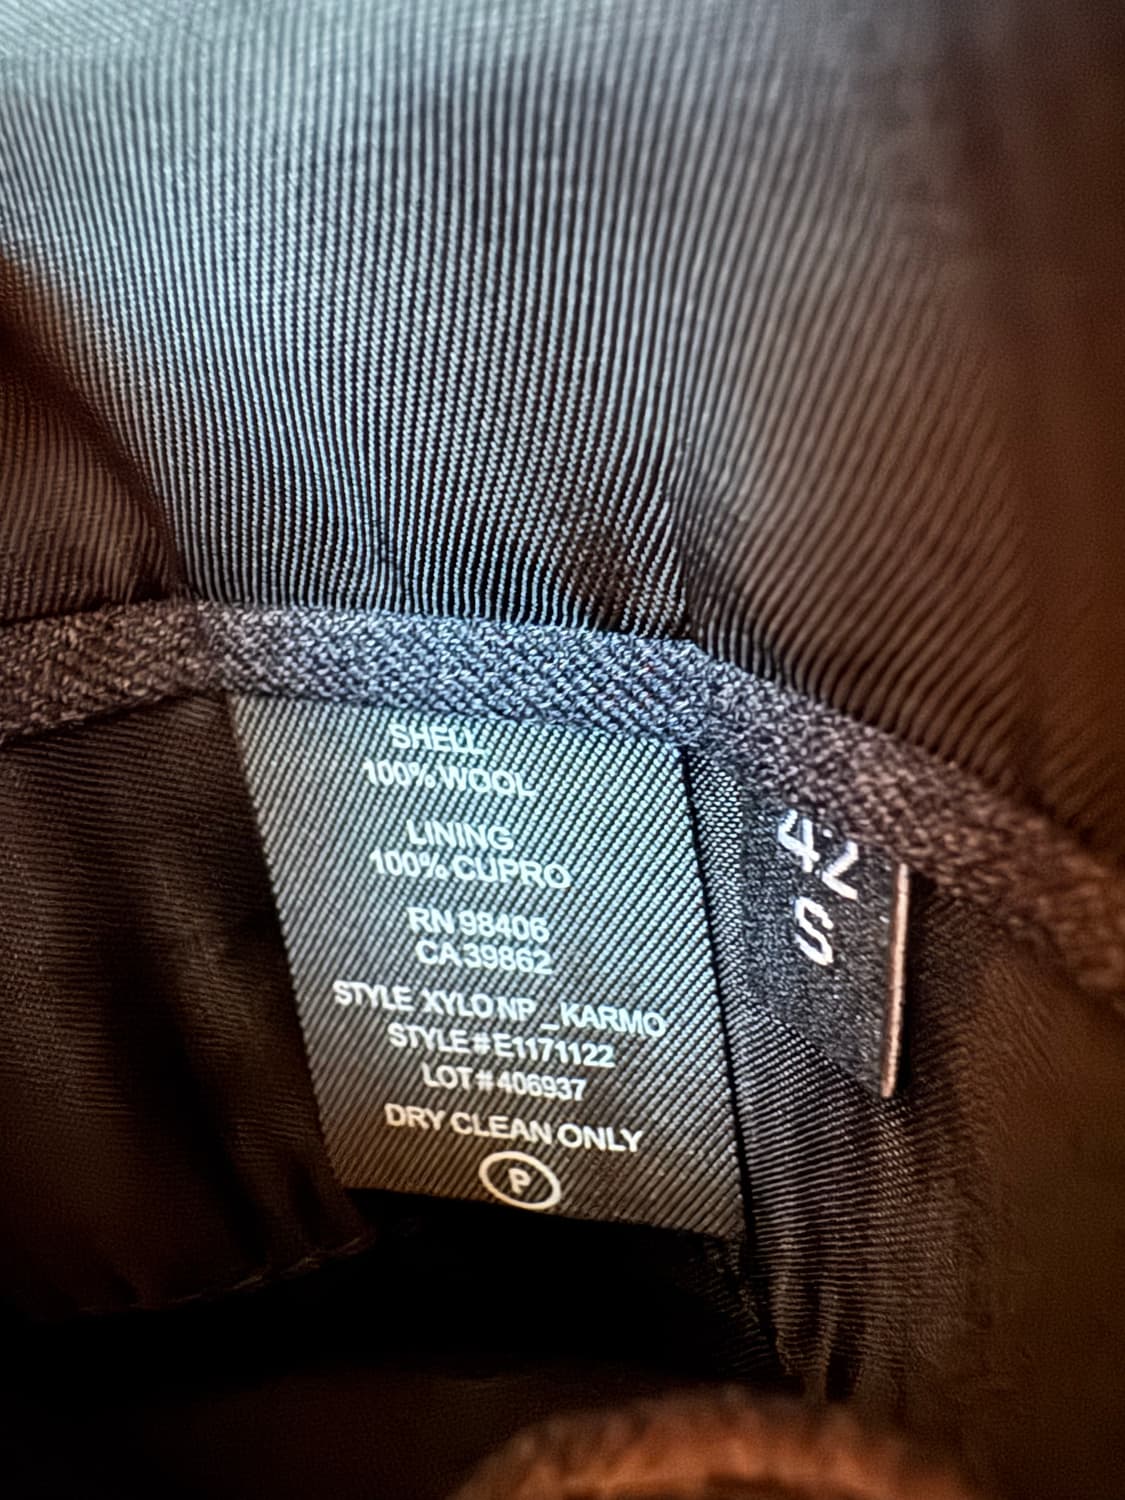 SHELL
100% WOOL
LINING
100% CUPRO
RN 98406
CA 39862
STYLE XYLO NP_KARMO
STYLE # E1171122
LOT # 406937
DRY CLEAN ONLY
P
42
S